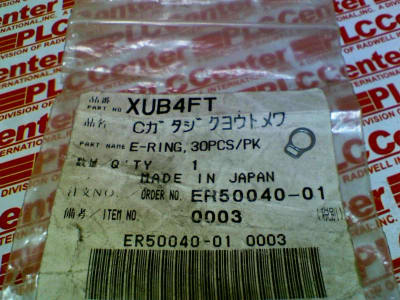 品番 PART NO XUB4FT
品名 Cガタジクヨウトメワ
PART NAME E-RING, 30PCS/PK
数量 Q'TY 1
MADE IN JAPAN
注文NO. ORDER NO. ER50040-01
備考/ITEM NO. 0003
ER50040-01 0003
PLCCenter
A DIVISION OF RADWELL INTERNATIONAL